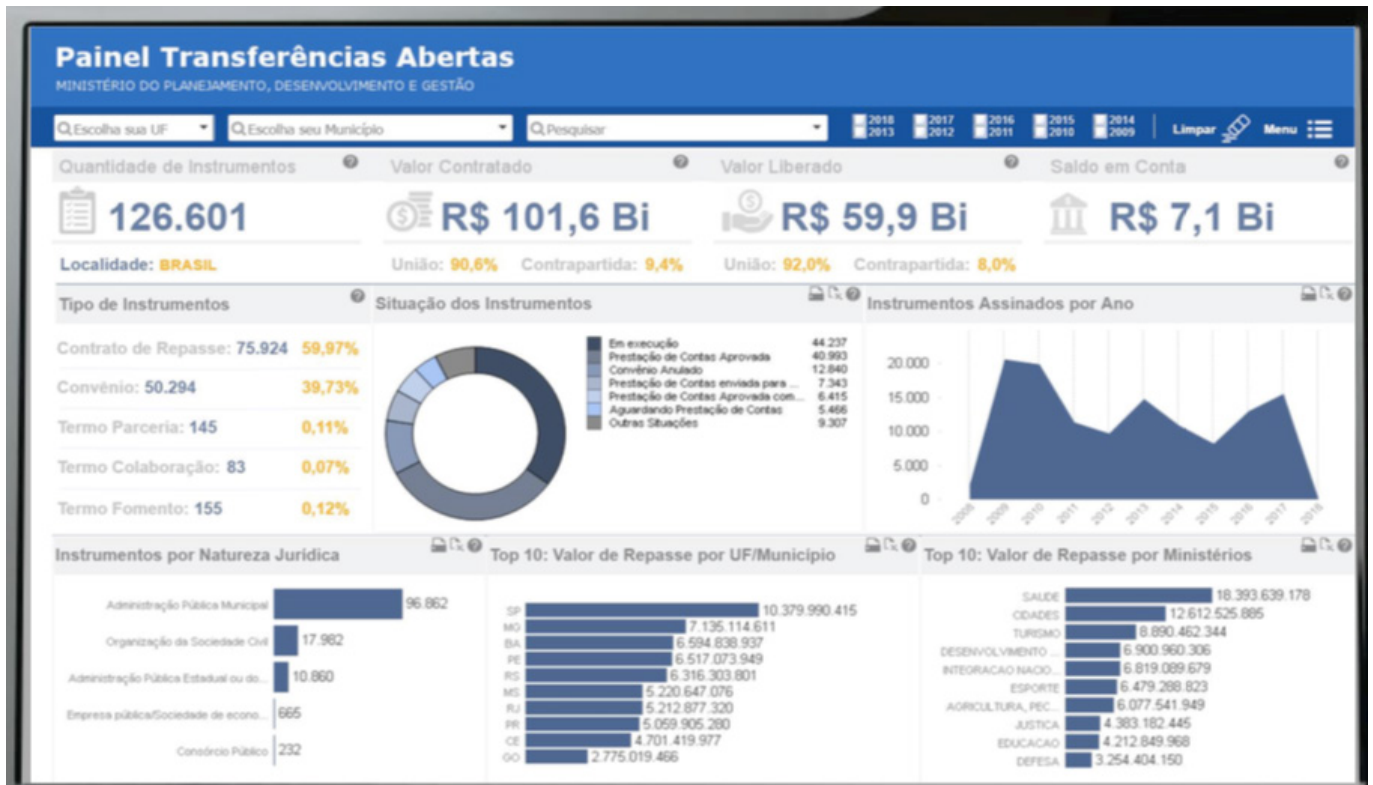 Painel Transferências Abertas
MINISTÉRIO DO PLANEJAMENTO, DESENVOLVIMENTO E GESTÃO
Escolha sua UF
Escolha seu Município
Pesquisar
2018 2017 2016 2015 2014
2013 2012 2011 2010 2009
Limpar
Menu
Quantidade de Instrumentos
126.601
Localidade: BRASIL
Valor Contratado
R$ 101,6 Bi
União: 90,6% Contrapartida: 9,4%
Valor Liberado
R$ 59,9 Bi
União: 92,0% Contrapartida: 8,0%
Saldo em Conta
R$ 7,1 Bi
Tipo de Instrumentos
Contrato de Repasse: 75.924 59,97%
Convênio: 50.294 39,73%
Termo Parceria: 145 0,11%
Termo Colaboração: 83 0,07%
Termo Fomento: 155 0,12%
Situação dos Instrumentos
Em execução 44.237
Prestação de Contas Aprovada 40.993
Convênio Anulado 12.840
Prestação de Contas enviada para ... 7.343
Prestação de Contas Aprovada com... 6.415
Aguardando Prestação de Contas 5.466
Outras Situações 9.307
Instrumentos Assinados por Ano
20.000
15.000
10.000
5.000
0
2008 2009 2010 2011 2012 2013 2014 2015 2016 2017 2018
Instrumentos por Natureza Jurídica
Administração Pública Municipal 96.862
Organização da Sociedade Civil 17.982
Administração Pública Estadual ou do... 10.860
Empresa pública/Sociedade de econo... 665
Consórcio Público 232
Top 10: Valor de Repasse por UF/Município
SP 10.379.990.415
MG 7.135.114.611
BA 6.594.838.937
PE 6.517.073.949
RS 6.316.303.801
MS 5.220.647.076
RJ 5.212.877.320
PR 5.059.905.280
CE 4.701.419.977
GO 2.775.019.466
Top 10: Valor de Repasse por Ministérios
SAUDE 18.393.639.178
CIDADES 12.612.525.885
TURISMO 8.890.462.344
DESENVOLVIMENTO ... 6.900.960.306
INTEGRACAO NACIO... 6.819.089.679
ESPORTE 6.479.288.823
AGRICULTURA, PEC... 6.077.541.949
JUSTICA 4.383.182.445
EDUCACAO 4.212.849.968
DEFESA 3.254.404.150